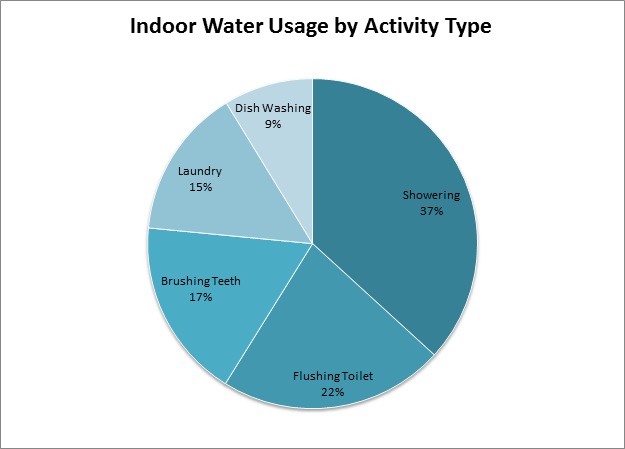 Indoor Water Usage by Activity Type
Dish Washing
9%
Showering
37%
Laundry
15%
Brushing Teeth
17%
Flushing Toilet
22%